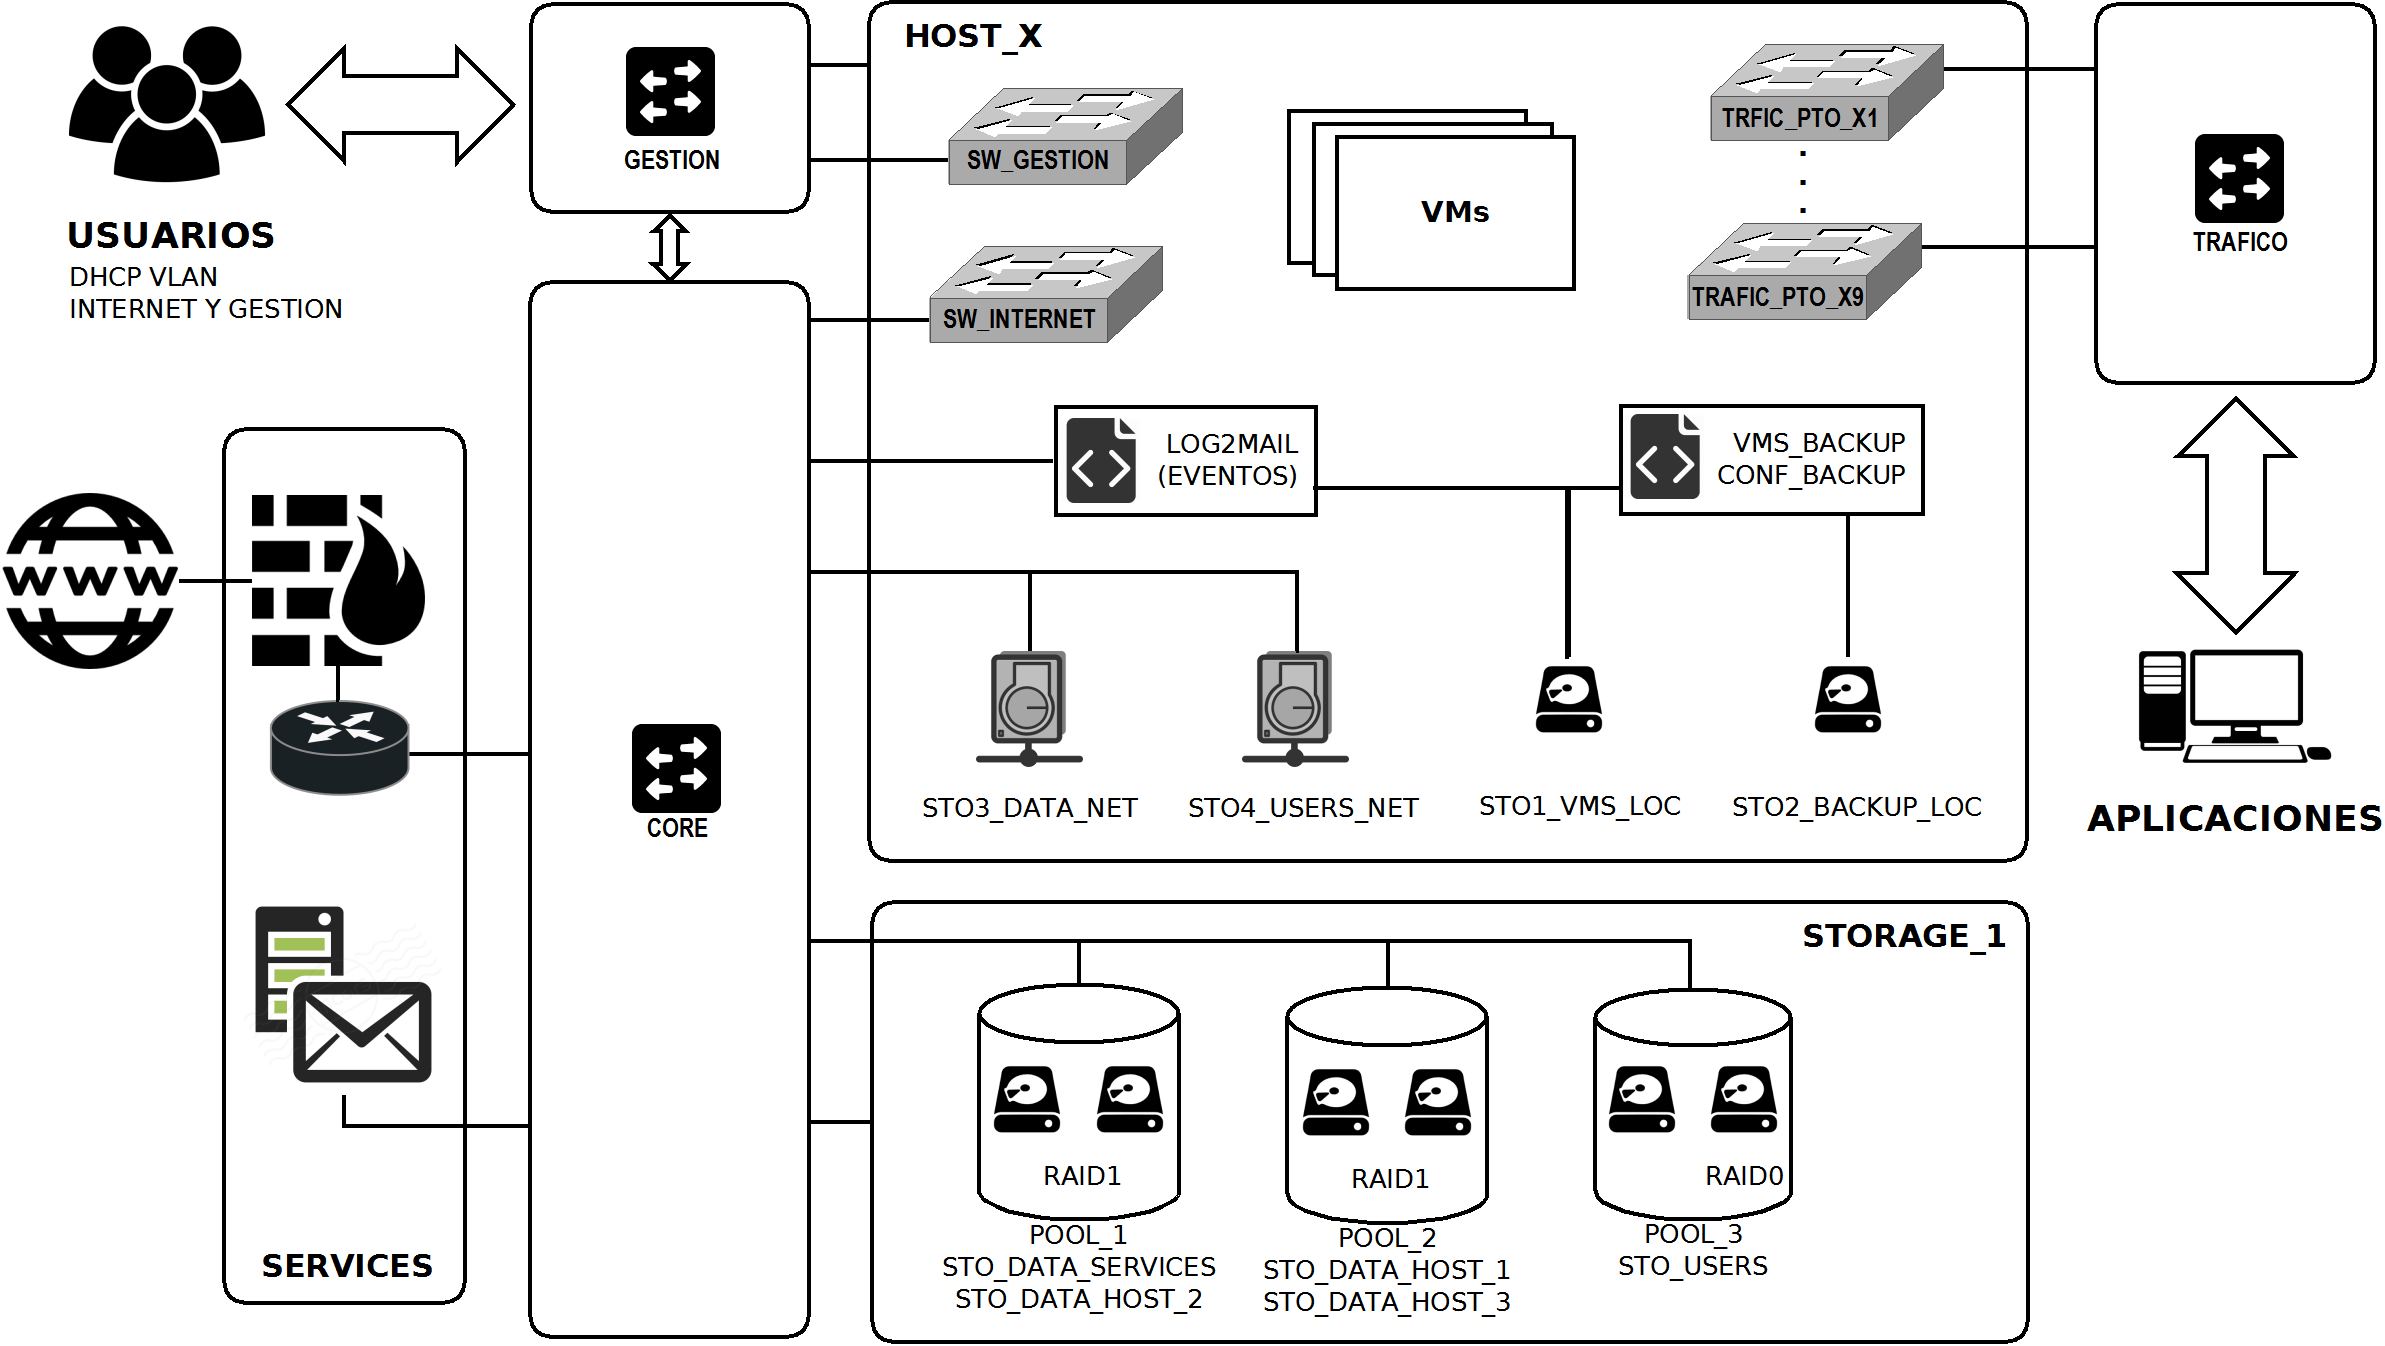 USUARIOS
DHCP VLAN
INTERNET Y GESTION
GESTION
HOST_X
SW_GESTION
SW_INTERNET
VMs
TRFIC_PTO_X1
.
.
.
TRAFIC_PTO_X9
TRAFICO
LOG2MAIL
(EVENTOS)
VMS_BACKUP
CONF_BACKUP
STO3_DATA_NET
STO4_USERS_NET
STO1_VMS_LOC
STO2_BACKUP_LOC
APLICACIONES
WWW
SERVICES
CORE
STORAGE_1
RAID1
POOL_1
STO_DATA_SERVICES
STO_DATA_HOST_2
RAID1
POOL_2
STO_DATA_HOST_1
STO_DATA_HOST_3
RAID0
POOL_3
STO_USERS